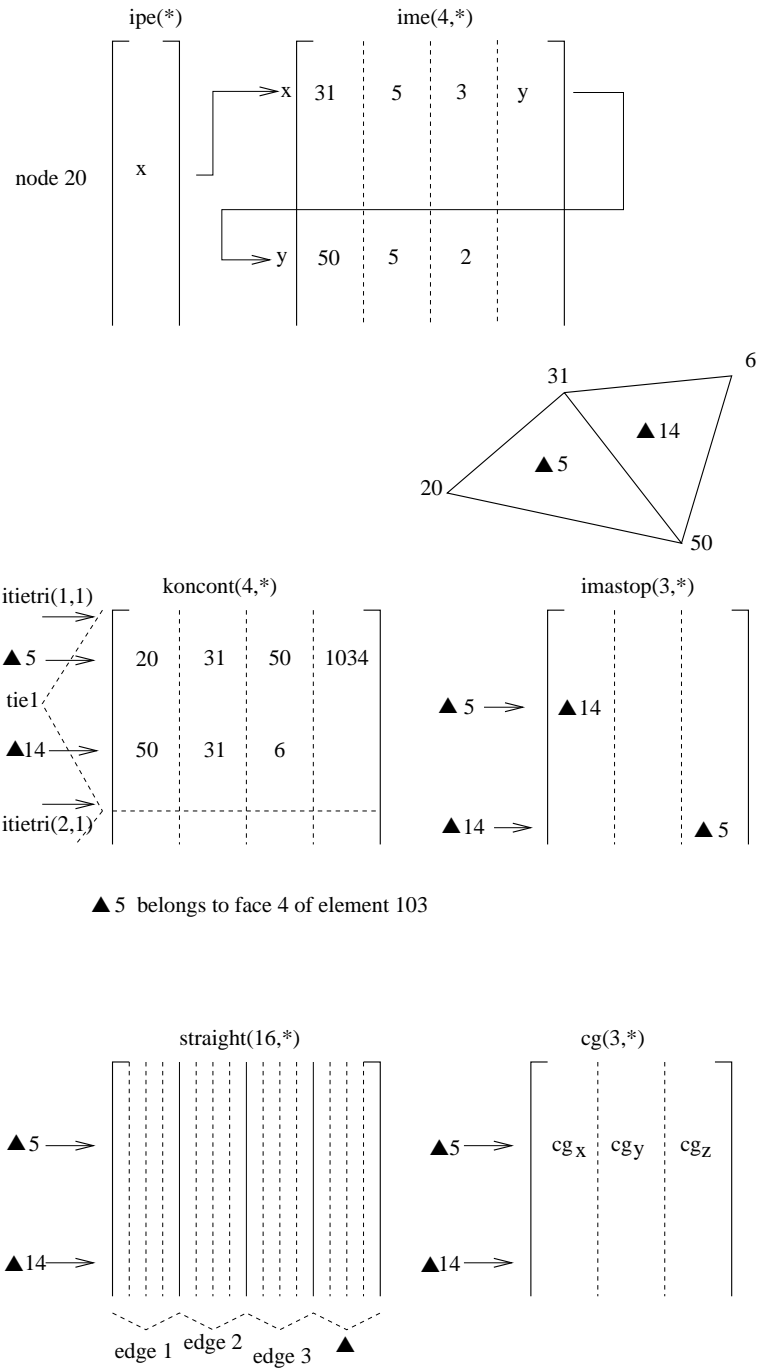 ipe(*) ime(4,*)
x 31 5 3 y
node 20 x
y 50 5 2
31 6
▲14
▲5
20
50
koncont(4,*) imastop(3,*)
itietri(1,1)
▲5 20 31 50 1034
tie1 ▲5 ▲14
▲14 50 31 6
itietri(2,1) ▲14 ▲5
▲5 belongs to face 4 of element 103
straight(16,*) cg(3,*)
▲5 ▲5 cgx cgy cgz
▲14 ▲14
edge 1 edge 2 edge 3 ▲